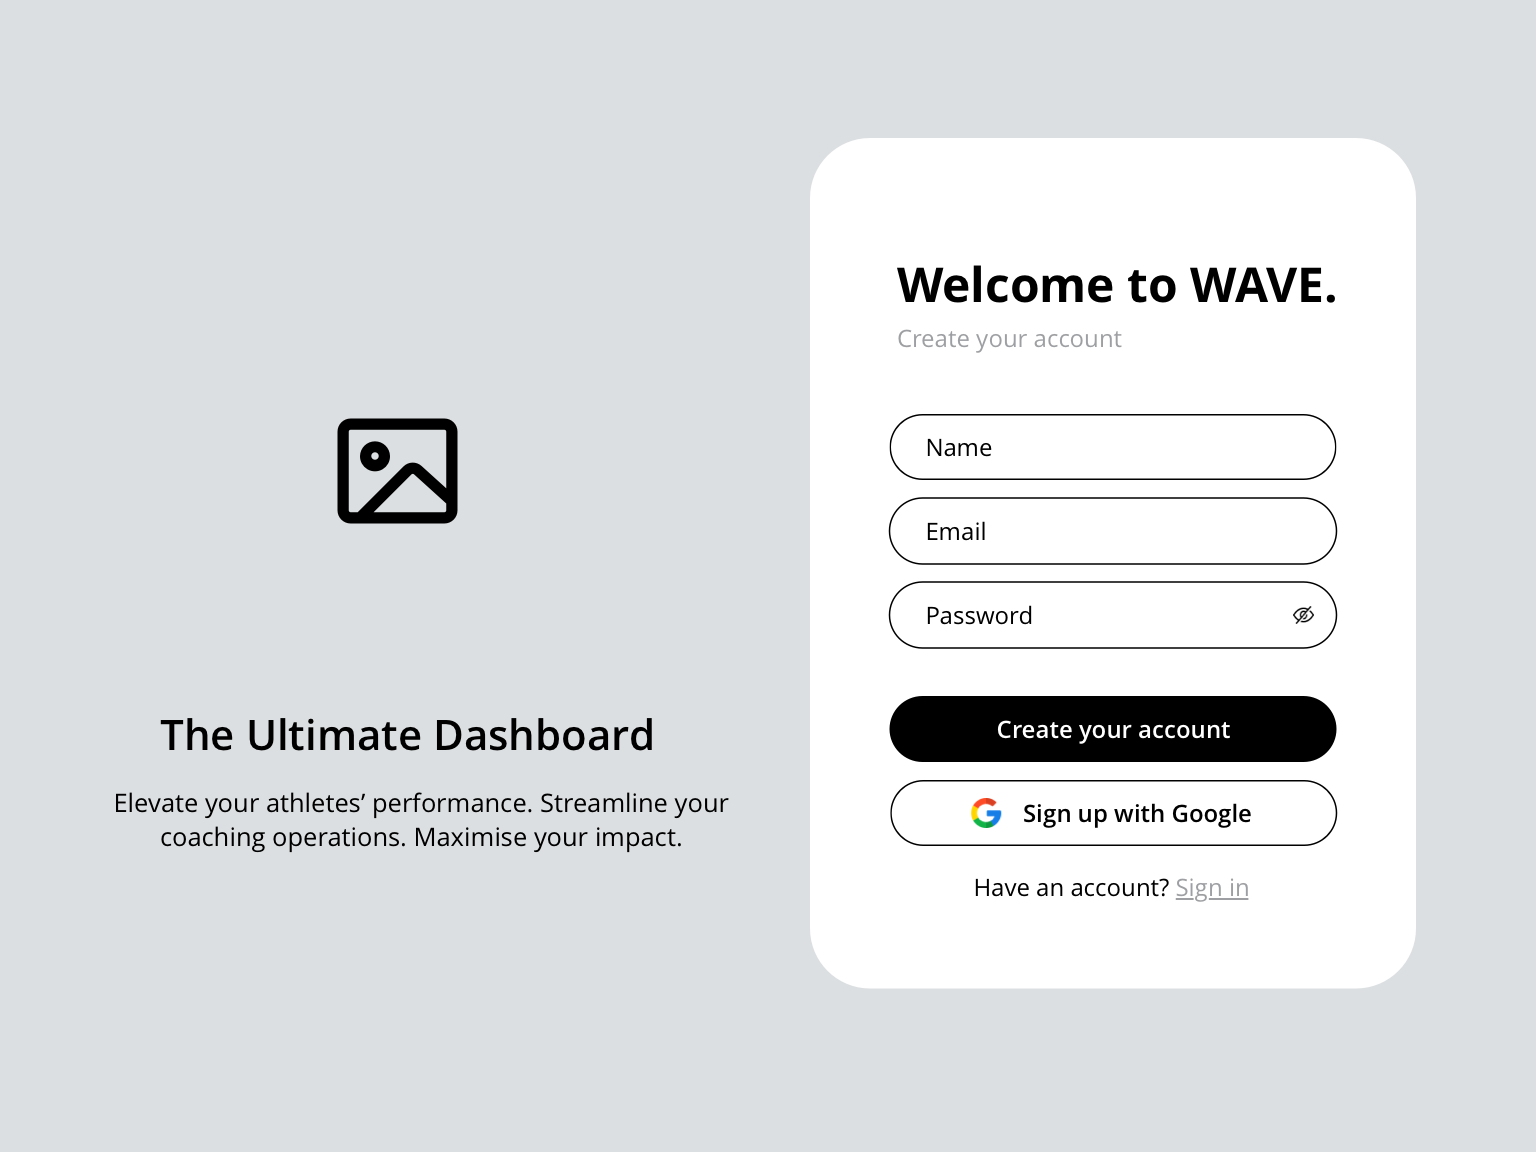 The Ultimate Dashboard
Elevate your athletes’ performance. Streamline your
coaching operations. Maximise your impact.
Welcome to WAVE.
Create your account
Name
Email
Password
Create your account
Sign up with Google
Have an account? Sign in